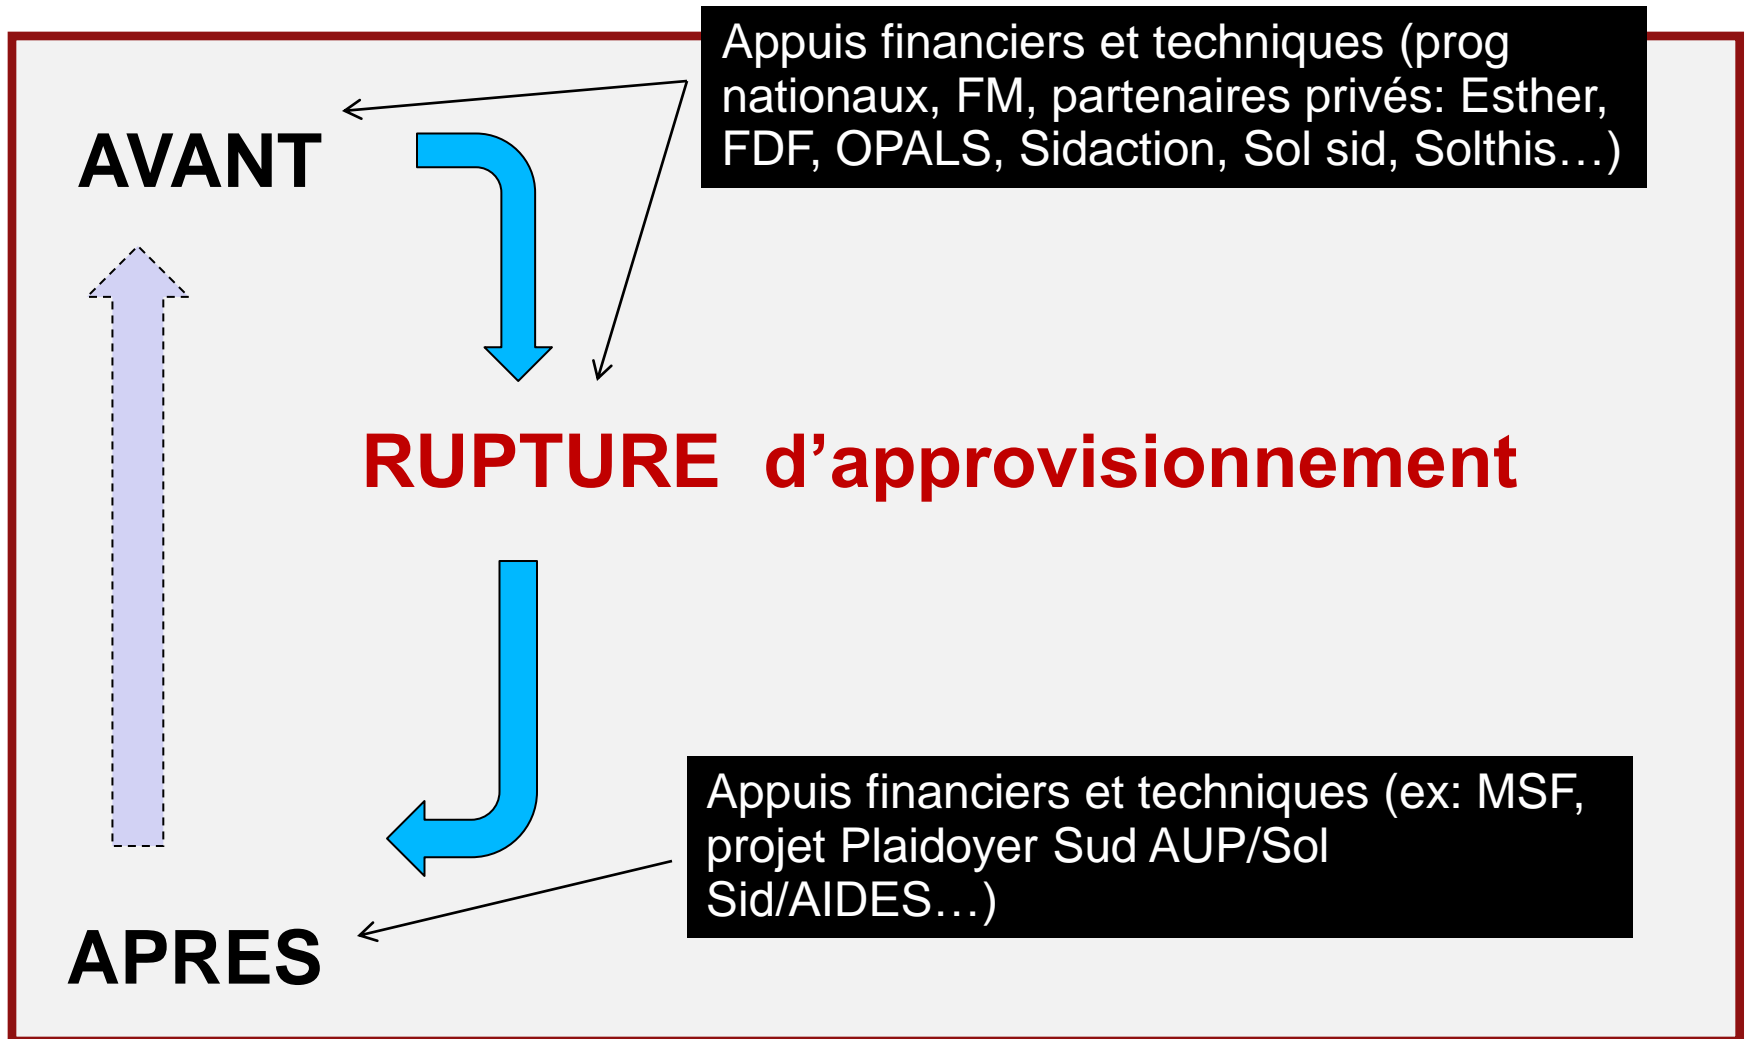 Appuis financiers et techniques (prog
nationaux, FM, partenaires privés: Esther,
FDF, OPALS, Sidaction, Sol sid, Solthis…)
AVANT
RUPTURE  d’approvisionnement
Appuis financiers et techniques (ex: MSF,
projet Plaidoyer Sud AUP/Sol
Sid/AIDES…)
APRES